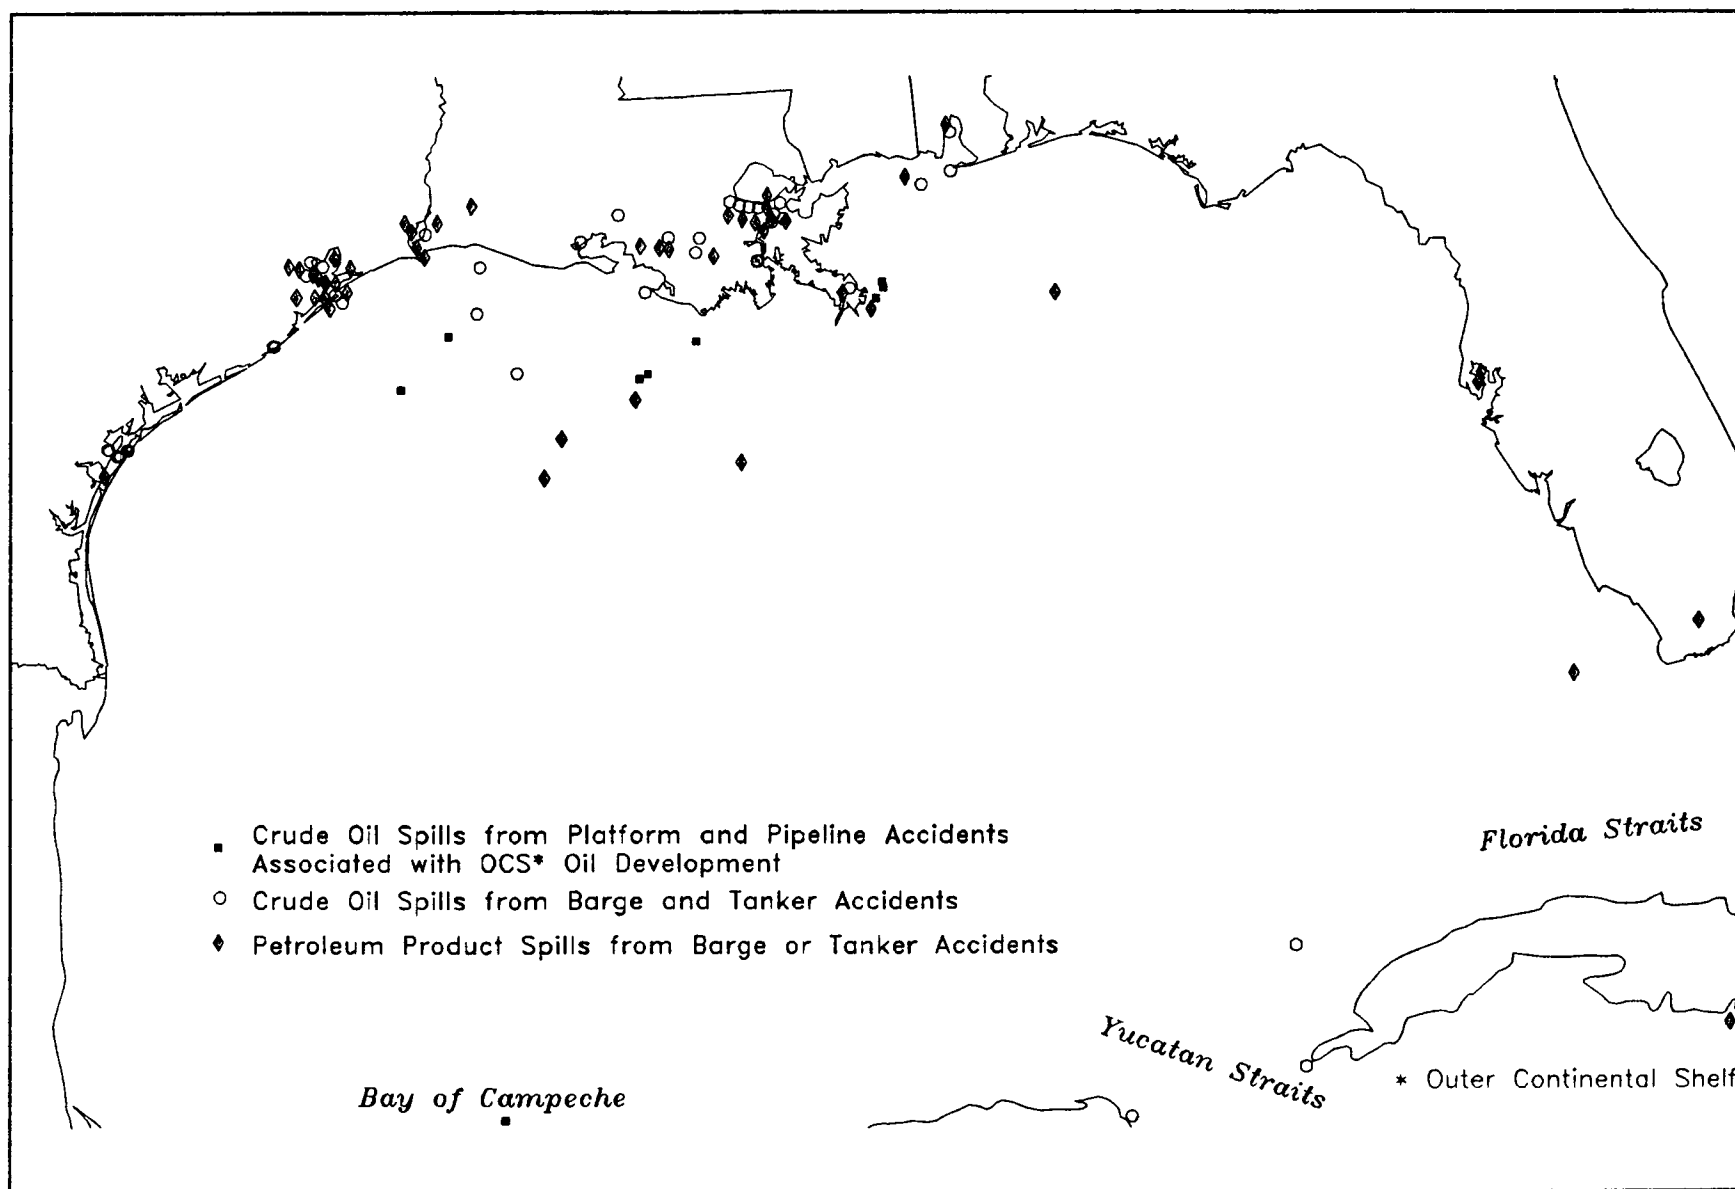 Crude Oil Spills from Platform and Pipeline Accidents
Associated with OCS* Oil Development
Crude Oil Spills from Barge and Tanker Accidents
Petroleum Product Spills from Barge or Tanker Accidents
Florida Straits
Yucatan Straits
* Outer Continental Shelf
Bay of Campeche